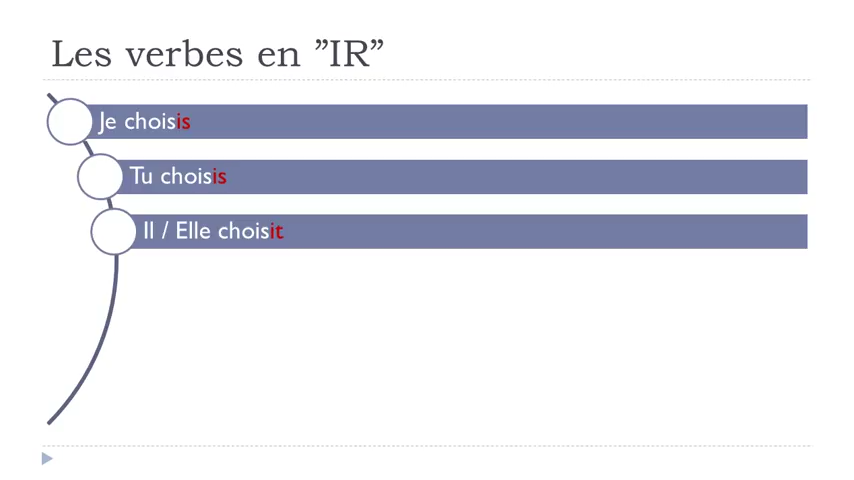 Les verbes en ”IR”
Je choisis
Tu choisis
Il / Elle choisit